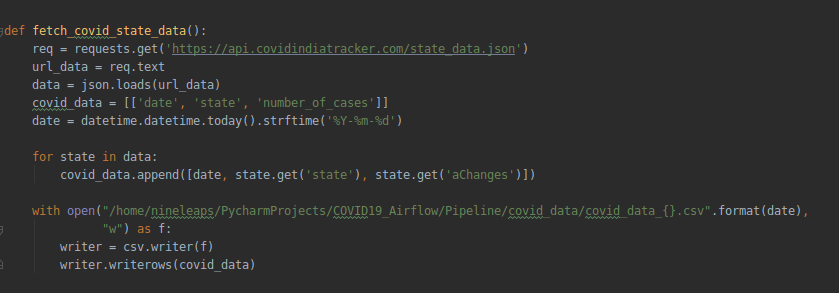 def fetch_covid_state_data():
    req = requests.get('https://api.covidindiatracker.com/state_data.json')
    url_data = req.text
    data = json.loads(url_data)
    covid_data = [['date', 'state', 'number_of_cases']]
    date = datetime.datetime.today().strftime('%Y-%m-%d')

    for state in data:
        covid_data.append([date, state.get('state'), state.get('aChanges')])

    with open("/home/nineleaps/PycharmProjects/COVID19_Airflow/Pipeline/covid_data/covid_data_{}.csv".format(date),
              "w") as f:
        writer = csv.writer(f)
        writer.writerows(covid_data)